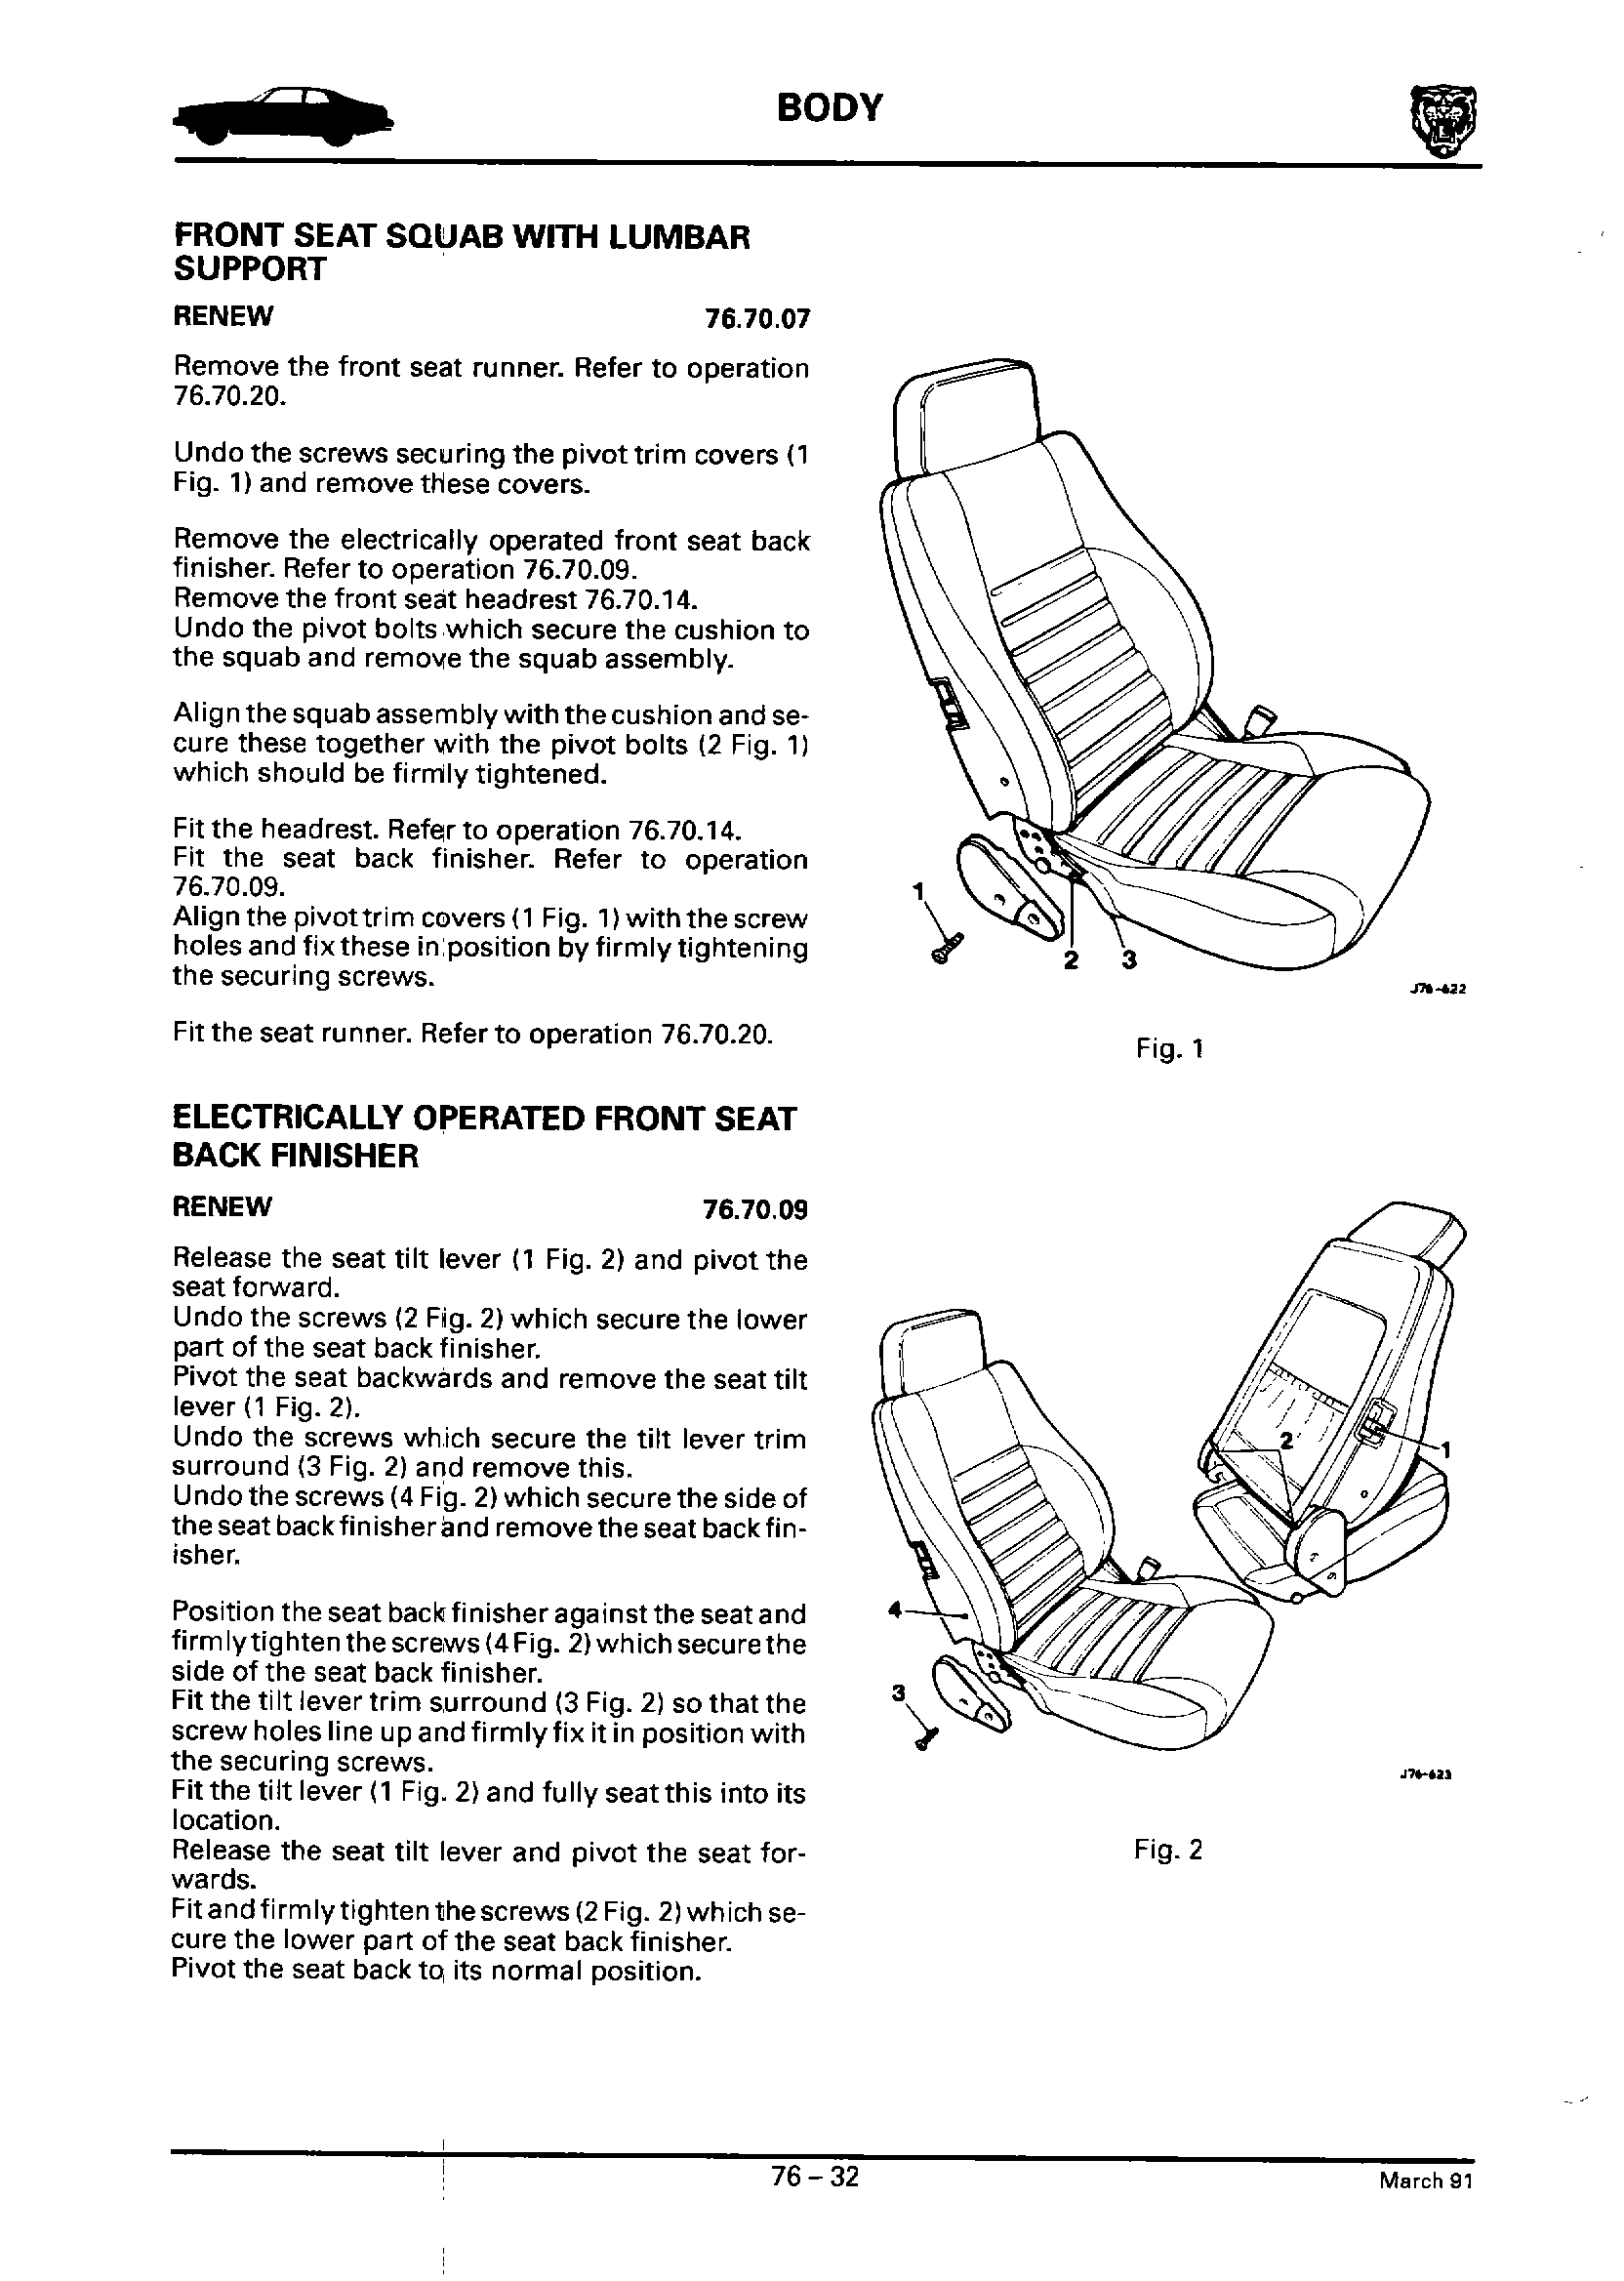 BODY
FRONT SEAT SQUAB WITH LUMBAR
SUPPORT
RENEW 76.70.07
Remove the front seat runner. Refer to operation
76.70.20.
Undo the screws securing the pivot trim covers (1
Fig. 1) and remove these covers.
Remove the electrically operated front seat back
finisher. Refer to operation 76.70.09.
Remove the front seat headrest 76.70.14.
Undo the pivot bolts which secure the cushion to
the squab and remove the squab assembly.
Align the squab assembly with the cushion and se-
cure these together with the pivot bolts (2 Fig. 1)
which should be firmly tightened.
Fit the headrest. Refer to operation 76.70.14.
Fit the seat back finisher. Refer to operation
76.70.09.
Align the pivot trim covers (1 Fig. 1) with the screw
holes and fix these in position by firmly tightening
the securing screws.
Fit the seat runner. Refer to operation 76.70.20.
1
2 3
J76-622
Fig. 1
ELECTRICALLY OPERATED FRONT SEAT
BACK FINISHER
RENEW 76.70.09
Release the seat tilt lever (1 Fig. 2) and pivot the
seat forward.
Undo the screws (2 Fig. 2) which secure the lower
part of the seat back finisher.
Pivot the seat backwards and remove the seat tilt
lever (1 Fig. 2).
Undo the screws which secure the tilt lever trim
surround (3 Fig. 2) and remove this.
Undo the screws (4 Fig. 2) which secure the side of
the seat back finisher and remove the seat back fin-
isher.
Position the seat back finisher against the seat and
firmly tighten the screws (4 Fig. 2) which secure the
side of the seat back finisher.
Fit the tilt lever trim surround (3 Fig. 2) so that the
screw holes line up and firmly fix it in position with
the securing screws.
Fit the tilt lever (1 Fig. 2) and fully seat this into its
location.
Release the seat tilt lever and pivot the seat for-
wards.
Fit and firmly tighten the screws (2 Fig. 2) which se-
cure the lower part of the seat back finisher.
Pivot the seat back to its normal position.
2
1
4
3
J76-623
Fig. 2
76 – 32
March 91